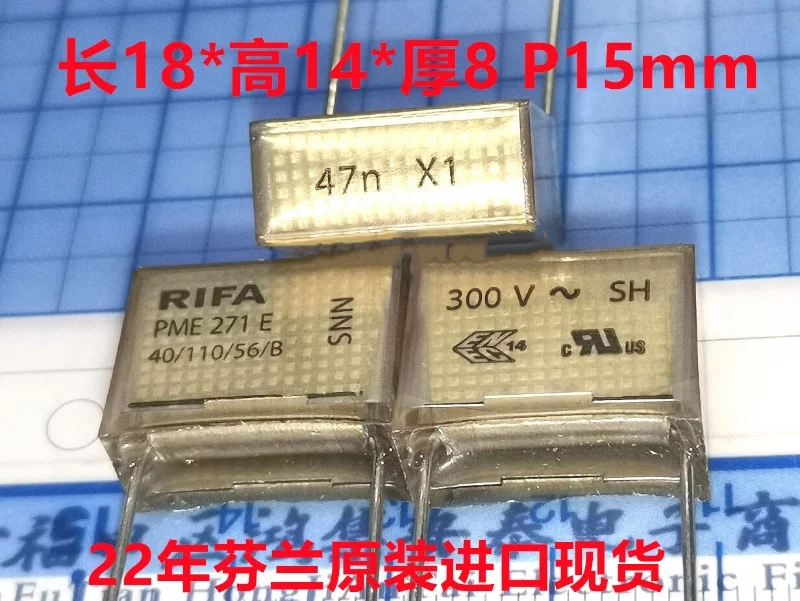 长18*高14*厚8 P15mm
47n X1
RIFA
PME 271 E
40/110/56/B
SNN
300 V ~ SH
14
c US
22年芬兰原装进口现货